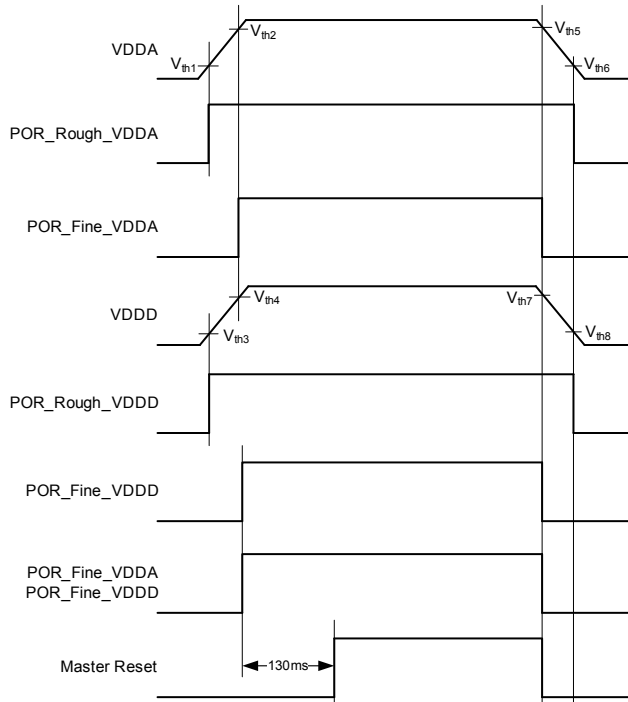 VDDA
Vth1
Vth2
Vth5
Vth6
POR_Rough_VDDA
POR_Fine_VDDA
VDDD
Vth3
Vth4
Vth7
Vth8
POR_Rough_VDDD
POR_Fine_VDDD
POR_Fine_VDDA
POR_Fine_VDDD
Master Reset
130ms